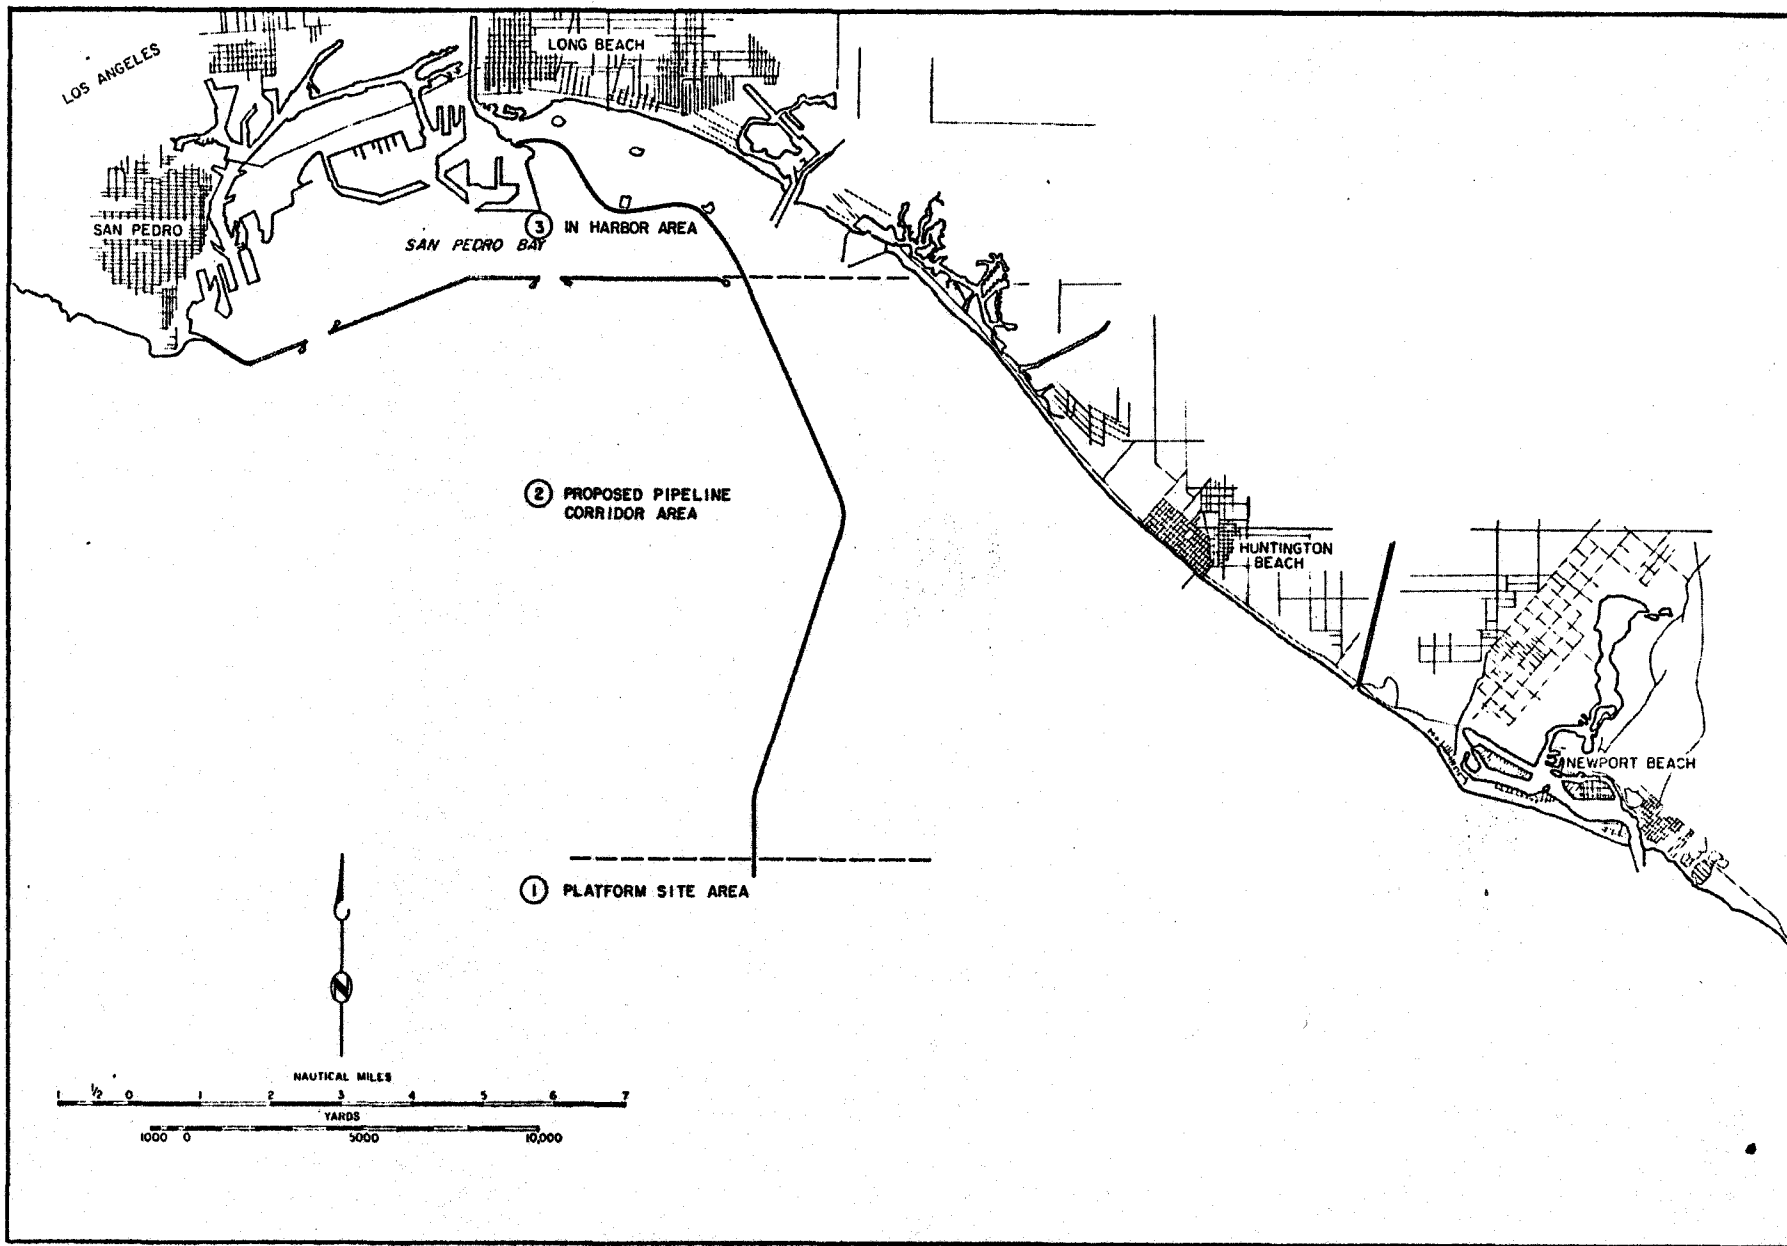 LOS ANGELES
LONG BEACH
SAN PEDRO
SAN PEDRO BAY
3 IN HARBOR AREA
2 PROPOSED PIPELINE
CORRIDOR AREA
HUNTINGTON
BEACH
NEWPORT BEACH
1 PLATFORM SITE AREA
N
NAUTICAL MILES
1 1/2 0 1 2 3 4 5 6 7
YARDS
1000 0 5000 10,000